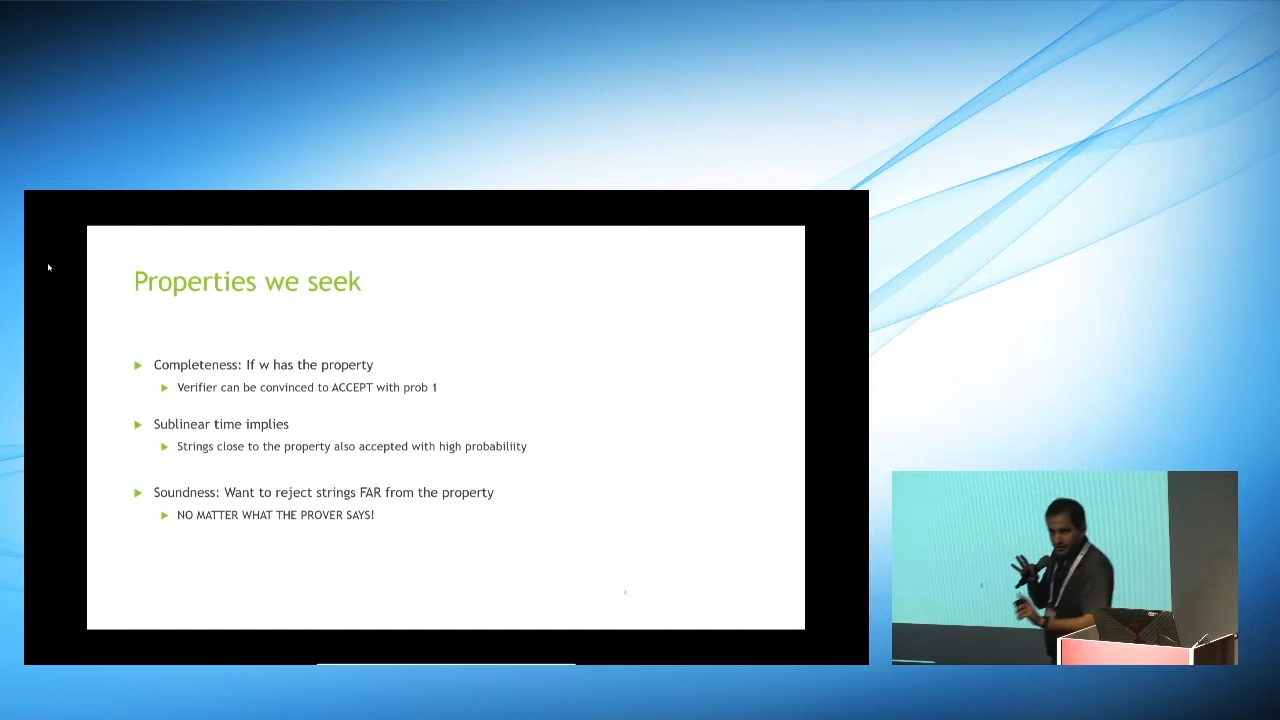 Properties we seek
Completeness: If w has the property
Verifier can be convinced to ACCEPT with prob 1
Sublinear time implies
Strings close to the property also accepted with high probabiliity
Soundness: Want to reject strings FAR from the property
NO MATTER WHAT THE PROVER SAYS!